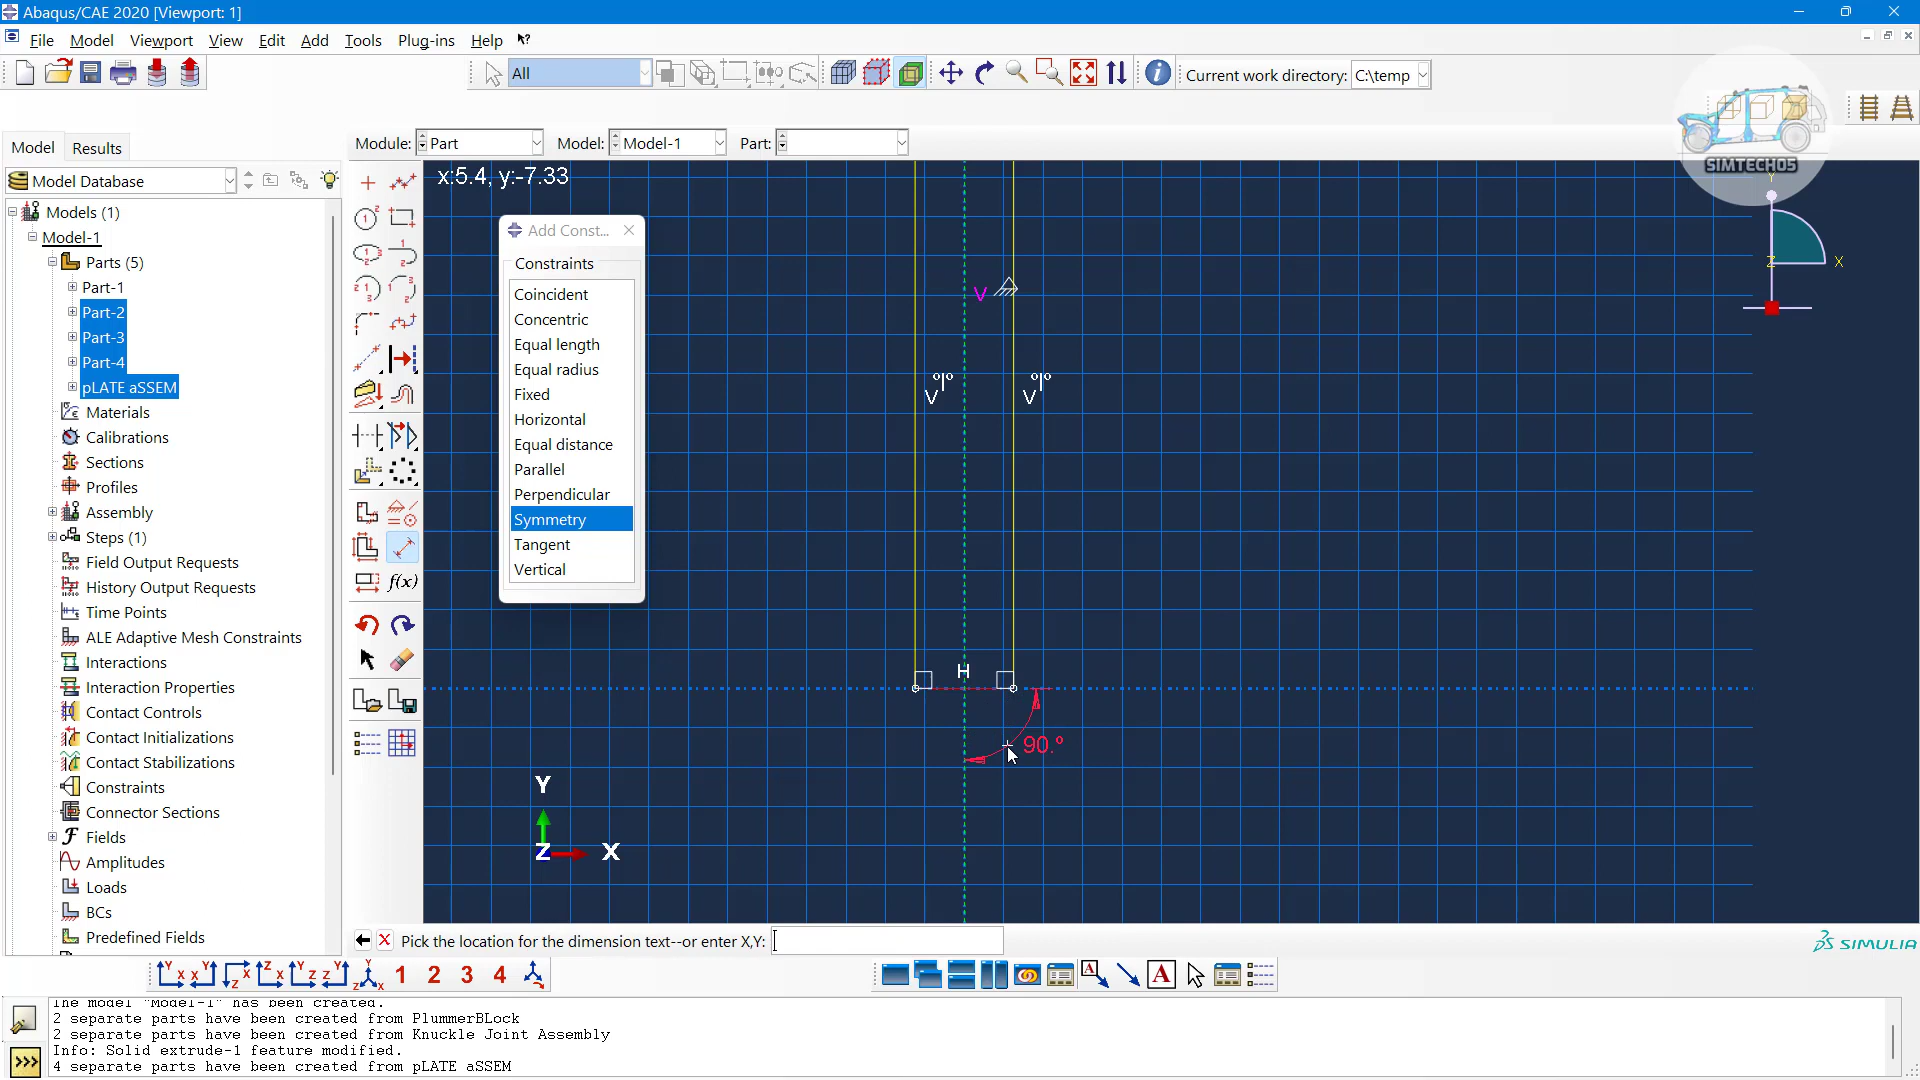 Abaqus/CAE 2020 [Viewport: 1]
File Model Viewport View Edit Add Tools Plug-ins Help
All
Current work directory: C:\temp
SIMTECH05
Model Results
Module: Part Model: Model-1 Part:
Model Database
x:5.4, y:-7.33
Models (1)
Model-1
Parts (5)
Part-1
Part-2
Part-3
Part-4
pLATE aSSEM
Materials
Calibrations
Sections
Profiles
Assembly
Steps (1)
Field Output Requests
History Output Requests
Time Points
ALE Adaptive Mesh Constraints
Interactions
Interaction Properties
Contact Controls
Contact Initializations
Contact Stabilizations
Constraints
Connector Sections
Fields
Amplitudes
Loads
BCs
Predefined Fields
f(x)
Add Const...
Constraints
Coincident
Concentric
Equal length
Equal radius
Fixed
Horizontal
Equal distance
Parallel
Perpendicular
Symmetry
Tangent
Vertical
V
V V
H
90.°
Y
Z X
Y
Z X
Pick the location for the dimension text--or enter X,Y:
SIMULIA
1 2 3 4
A A
The model "Model-1" has been created.
2 separate parts have been created from PlummerBLock
2 separate parts have been created from Knuckle Joint Assembly
Info: Solid extrude-1 feature modified.
4 separate parts have been created from pLATE aSSEM
>>>